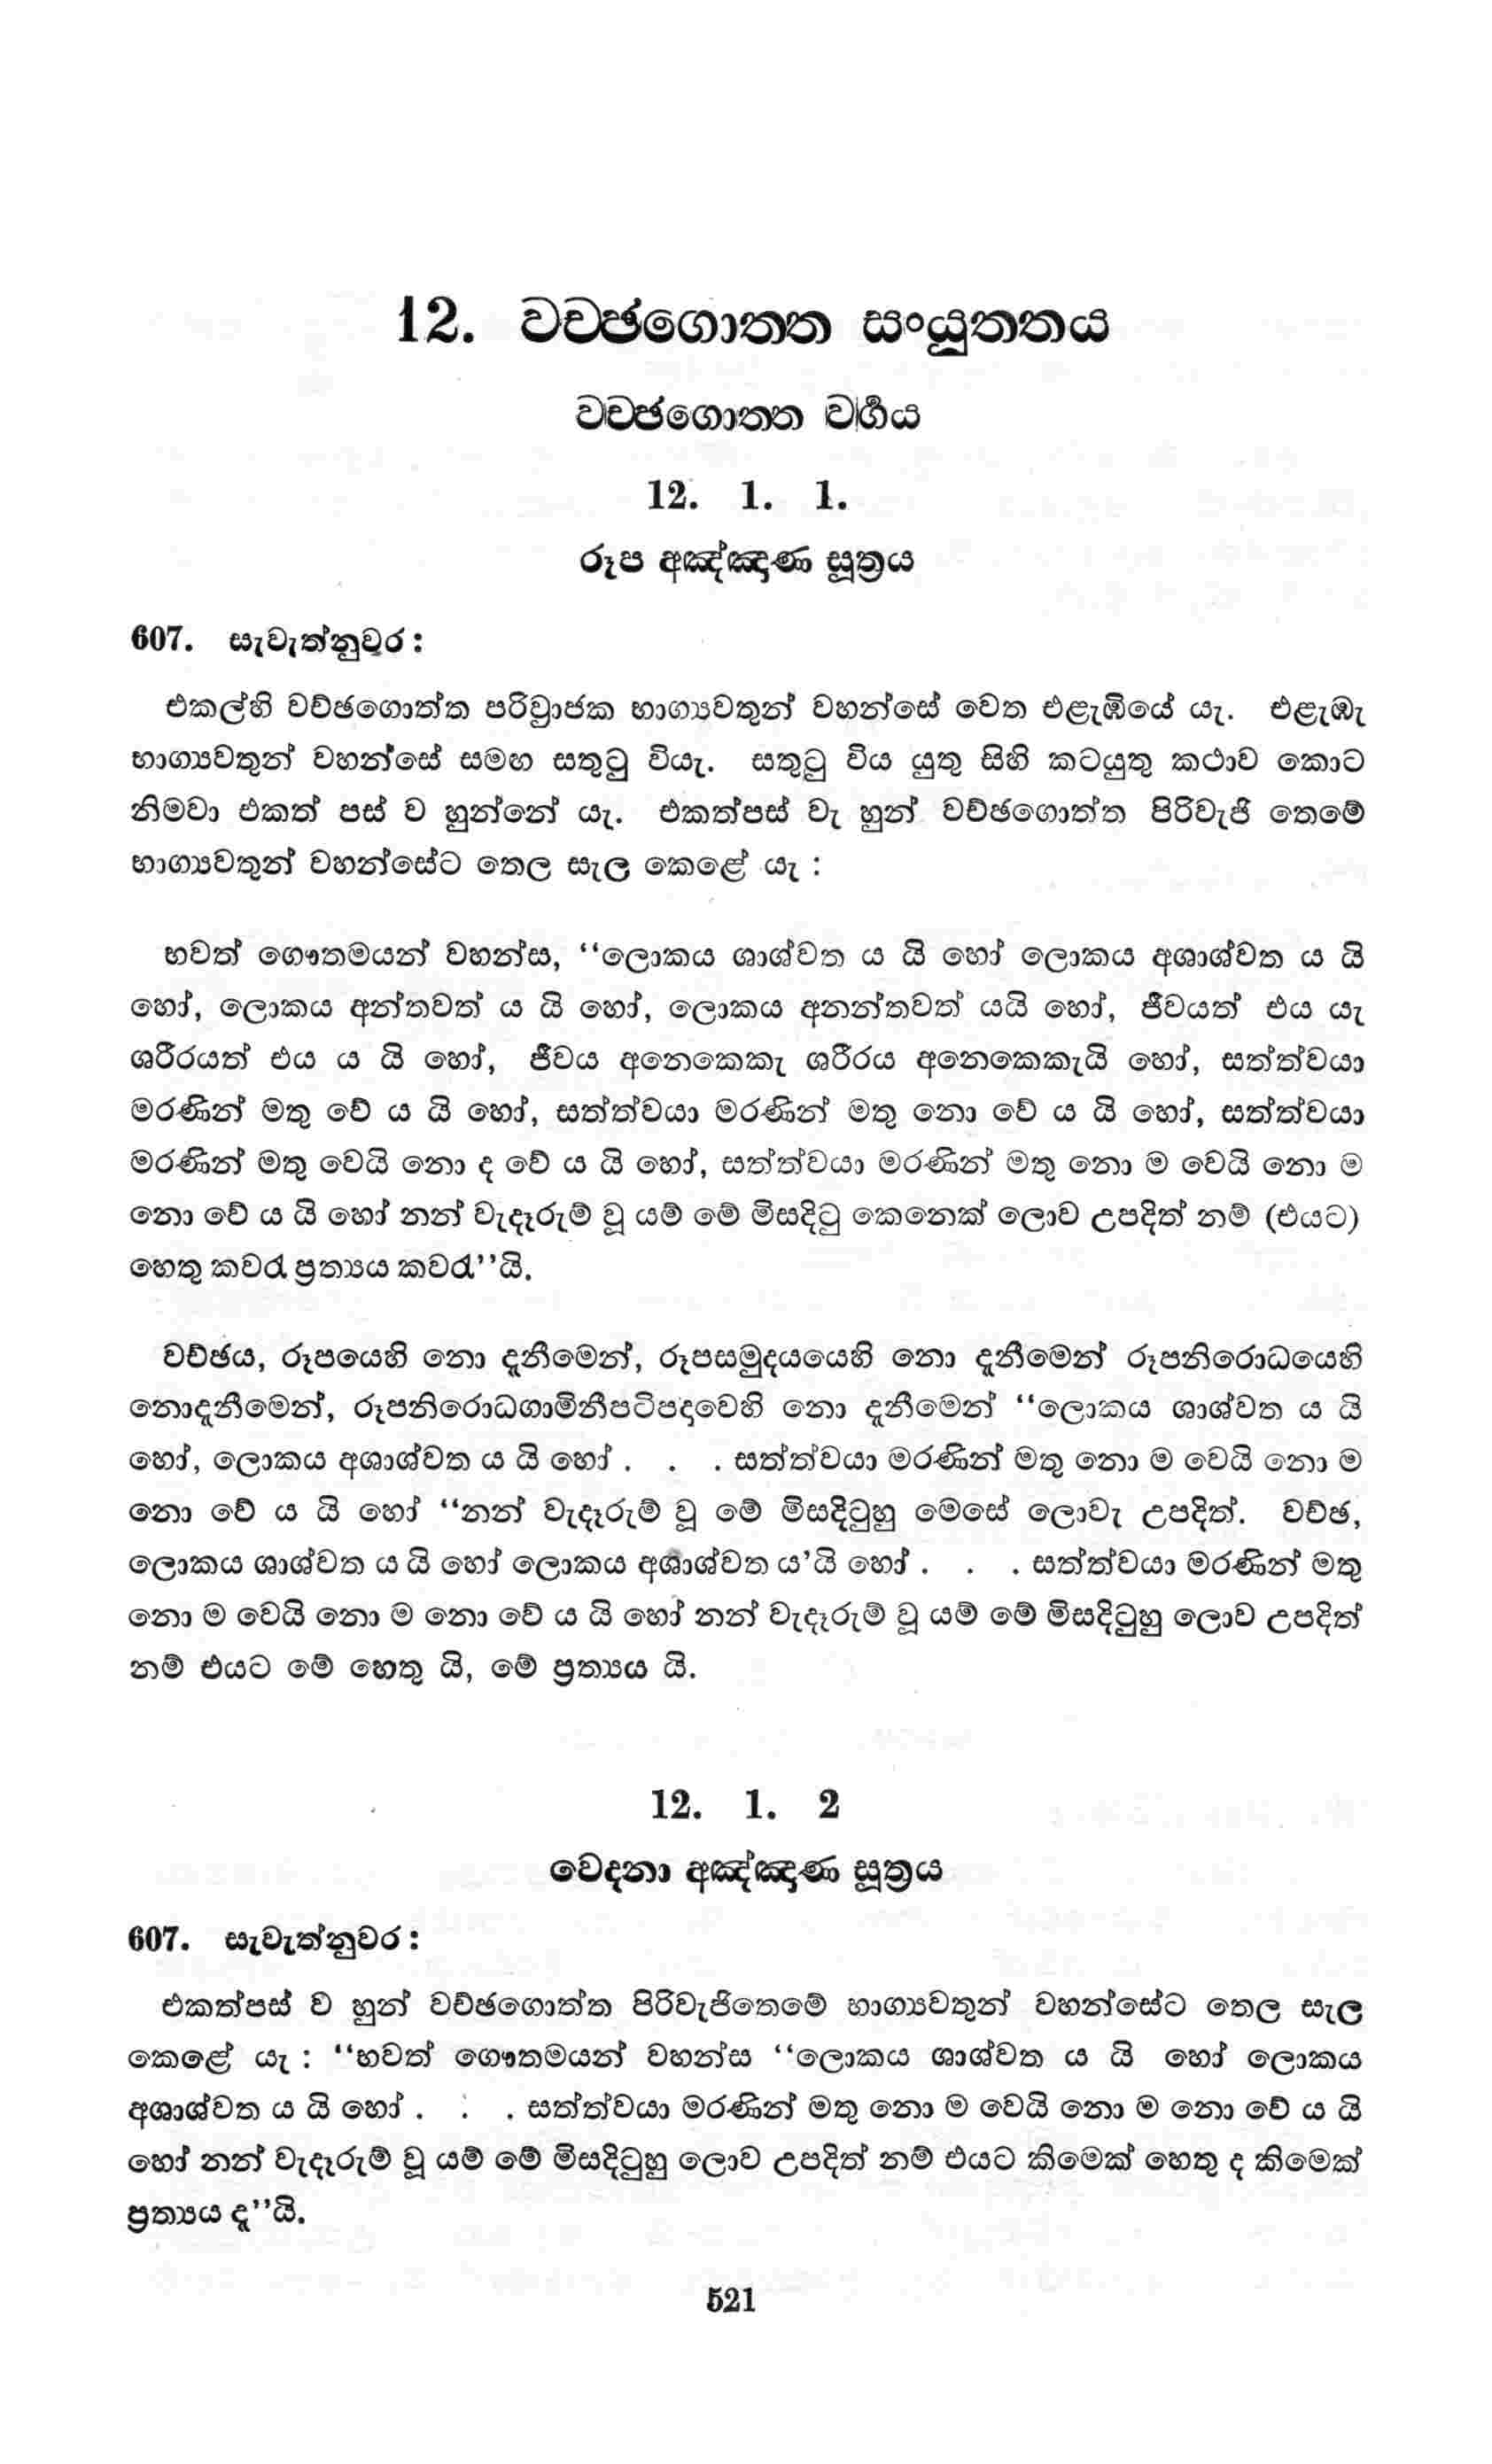 12. වච්ඡගොත්ත සංයුත්තය
වච්ඡගොත්ත වර්‍ගය
12. 1. 1.
රූප අඤ්ඤාණ සූත්‍රය
607. සැවැත්නුවර :
එකල්හි වච්ඡගොත්ත පරිව්‍රාජක භාග්‍යවතුන් වහන්සේ වෙත එළැඹියේ යැ. එළැඹැ
භාග්‍යවතුන් වහන්සේ සමඟ සතුටු වියැ. සතුටු විය යුතු සිහි කටයුතු කථාව කොට
නිමවා එකත් පස් ව හුන්නේ යැ. එකත්පස් වැ හුන් වච්ඡගොත්ත පිරිවැජි තෙමේ
භාග්‍යවතුන් වහන්සේට තෙල සැල කෙළේ යැ :
භවත් ගෞතමයන් වහන්ස, “ලොකය ශාශ්වත ය යි හෝ ලොකය අශාශ්වත ය යි
හෝ, ලොකය අන්තවත් ය යි හෝ, ලොකය අනන්තවත් යයි හෝ, ජීවයත් එය යැ
ශරීරයත් එය ය යි හෝ, ජීවය අනෙකෙකැ ශරීරය අනෙකෙකැයි හෝ, සත්ත්වයා
මරණින් මතු වේ ය යි හෝ, සත්ත්වයා මරණින් මතු නො වේ ය යි හෝ, සත්ත්වයා
මරණින් මතු වෙයි නො ද වේ ය යි හෝ, සත්ත්වයා මරණින් මතු නො ම වෙයි නො ම
නො වේ ය යි හෝ නන් වැදෑරුම් වූ යම් මේ මිසදිටු කෙනෙක් ලොව උපදිත් නම් (එයට)
හෙතු කවරැ ප්‍රත්‍යය කවරැ”යි.
වච්ඡය, රූපයෙහි නො දැනීමෙන්, රූපසමුදයයෙහි නො දැනීමෙන් රූපනිරොධයෙහි
නොදැනීමෙන්, රූපනිරොධගාමිනීපටිපදාවෙහි නො දැනීමෙන් “ලොකය ශාශ්වත ය යි
හෝ, ලොකය අශාශ්වත ය යි හෝ . . . සත්ත්වයා මරණින් මතු නො ම වෙයි නො ම
නො වේ ය යි හෝ “නන් වැදෑරුම් වූ මේ මිසදිටුහු මෙසේ ලොවැ උපදිත්. වච්ඡ,
ලොකය ශාශ්වත ය යි හෝ ලොකය අශාශ්වත ය’යි හෝ . . . සත්ත්වයා මරණින් මතු
නො ම වෙයි නො ම නො වේ ය යි හෝ නන් වැදෑරුම් වූ යම් මේ මිසදිටුහු ලොව උපදිත්
නම් එයට මේ හෙතු යි, මේ ප්‍රත්‍යය යි.
12. 1. 2
වෙදනා අඤ්ඤාණ සූත්‍රය
607. සැවැත්නුවර :
එකත්පස් ව හුන් වච්ඡගොත්ත පිරිවැජිතෙමේ භාග්‍යවතුන් වහන්සේට තෙල සැල
කෙළේ යැ : “භවත් ගෞතමයන් වහන්ස “ලොකය ශාශ්වත ය යි හෝ ලොකය
අශාශ්වත ය යි හෝ . . . සත්ත්වයා මරණින් මතු නො ම වෙයි නො ම නො වේ ය යි
හෝ නන් වැදෑරුම් වූ යම් මේ මිසදිටුහු ලොව උපදිත් නම් එයට කිමෙක් හෙතු ද කිමෙක්
ප්‍රත්‍යය දැ”යි.
521